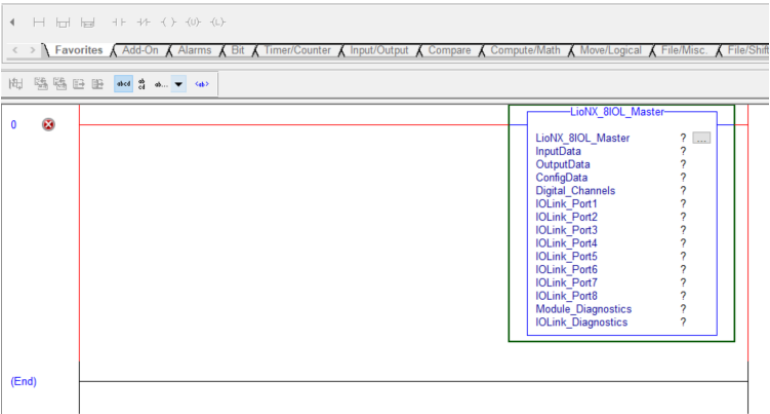 Favorites Add-On Alarms Bit Timer/Counter Input/Output Compare Compute/Math Move/Logical File/Misc. File/Shift
abcd
LioNX_8IOL_Master
0
LioNX_8IOL_Master ? ...
InputData ?
OutputData ?
ConfigData ?
Digital_Channels ?
IOLink_Port1 ?
IOLink_Port2 ?
IOLink_Port3 ?
IOLink_Port4 ?
IOLink_Port5 ?
IOLink_Port6 ?
IOLink_Port7 ?
IOLink_Port8 ?
Module_Diagnostics ?
IOLink_Diagnostics ?
(End)